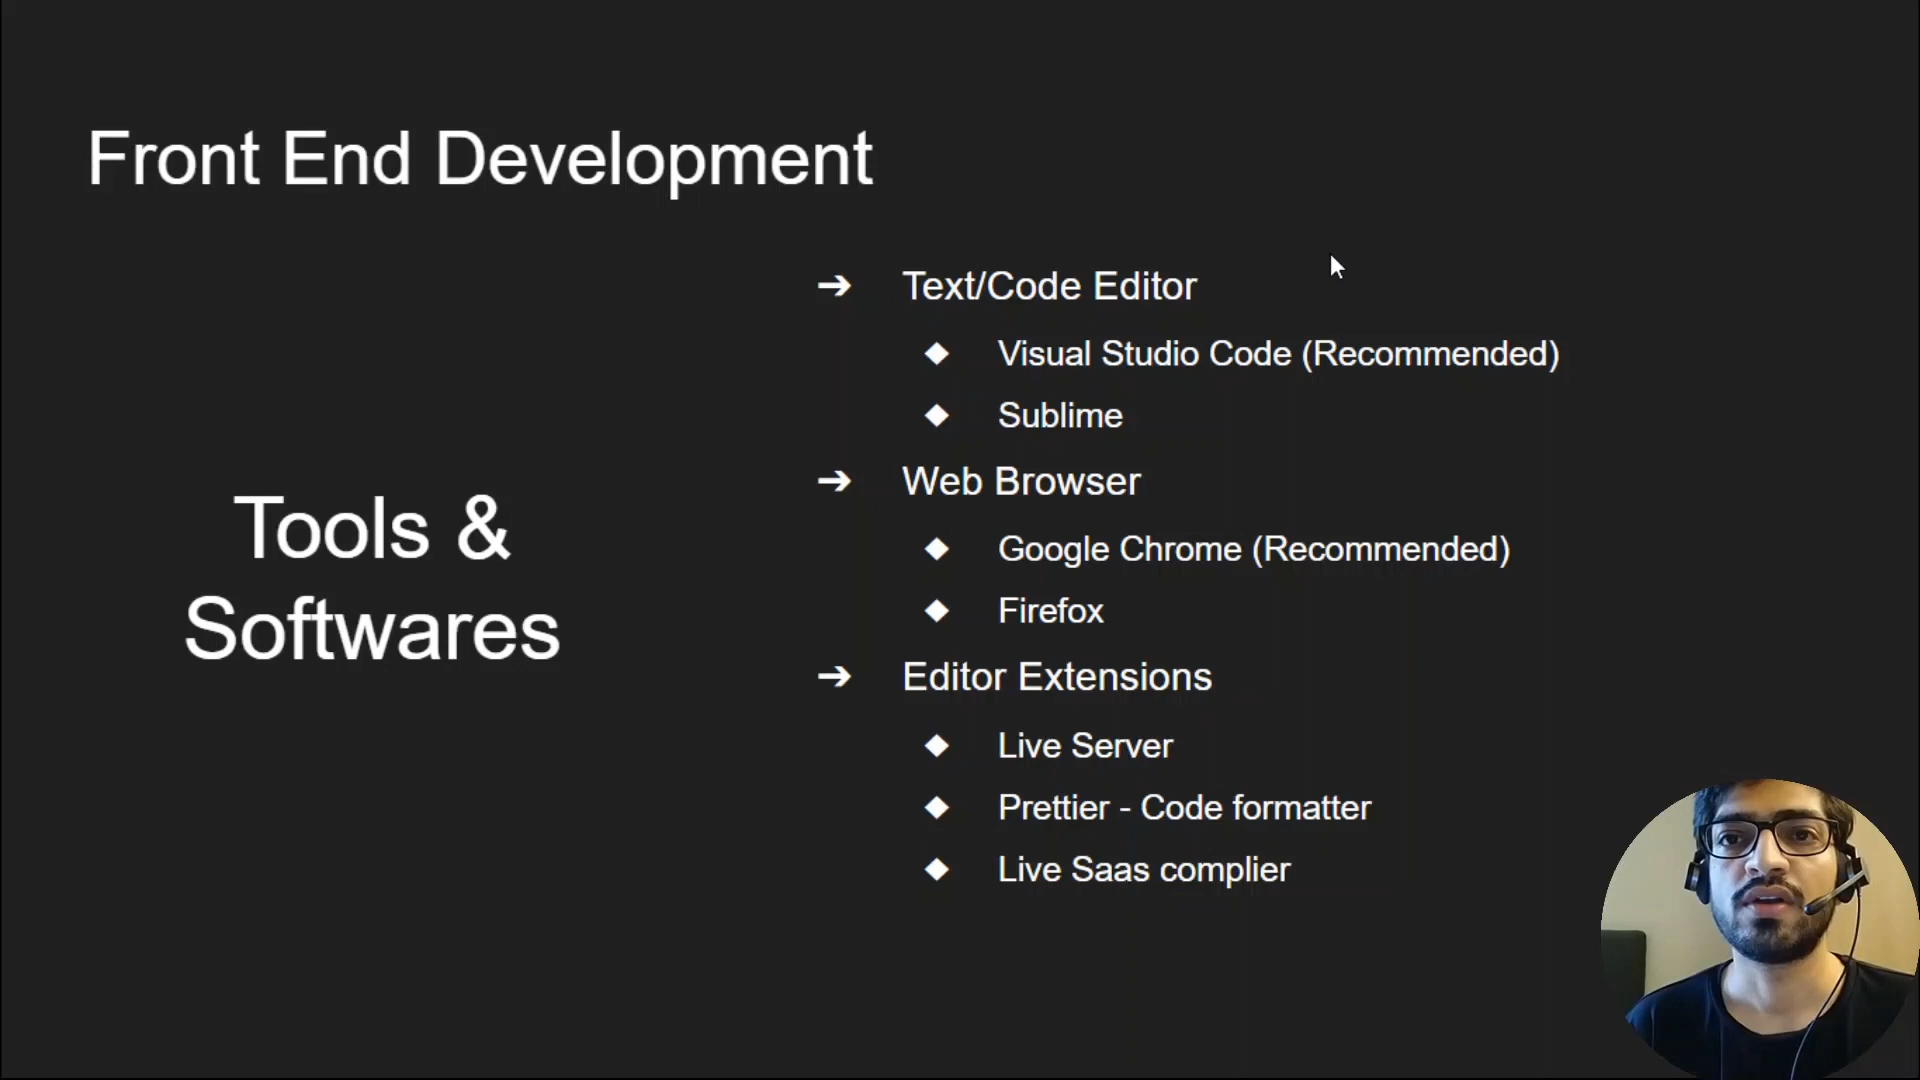 Front End Development
Tools &
Softwares
➔ Text/Code Editor
◆ Visual Studio Code (Recommended)
◆ Sublime
➔ Web Browser
◆ Google Chrome (Recommended)
◆ Firefox
➔ Editor Extensions
◆ Live Server
◆ Prettier - Code formatter
◆ Live Saas complier